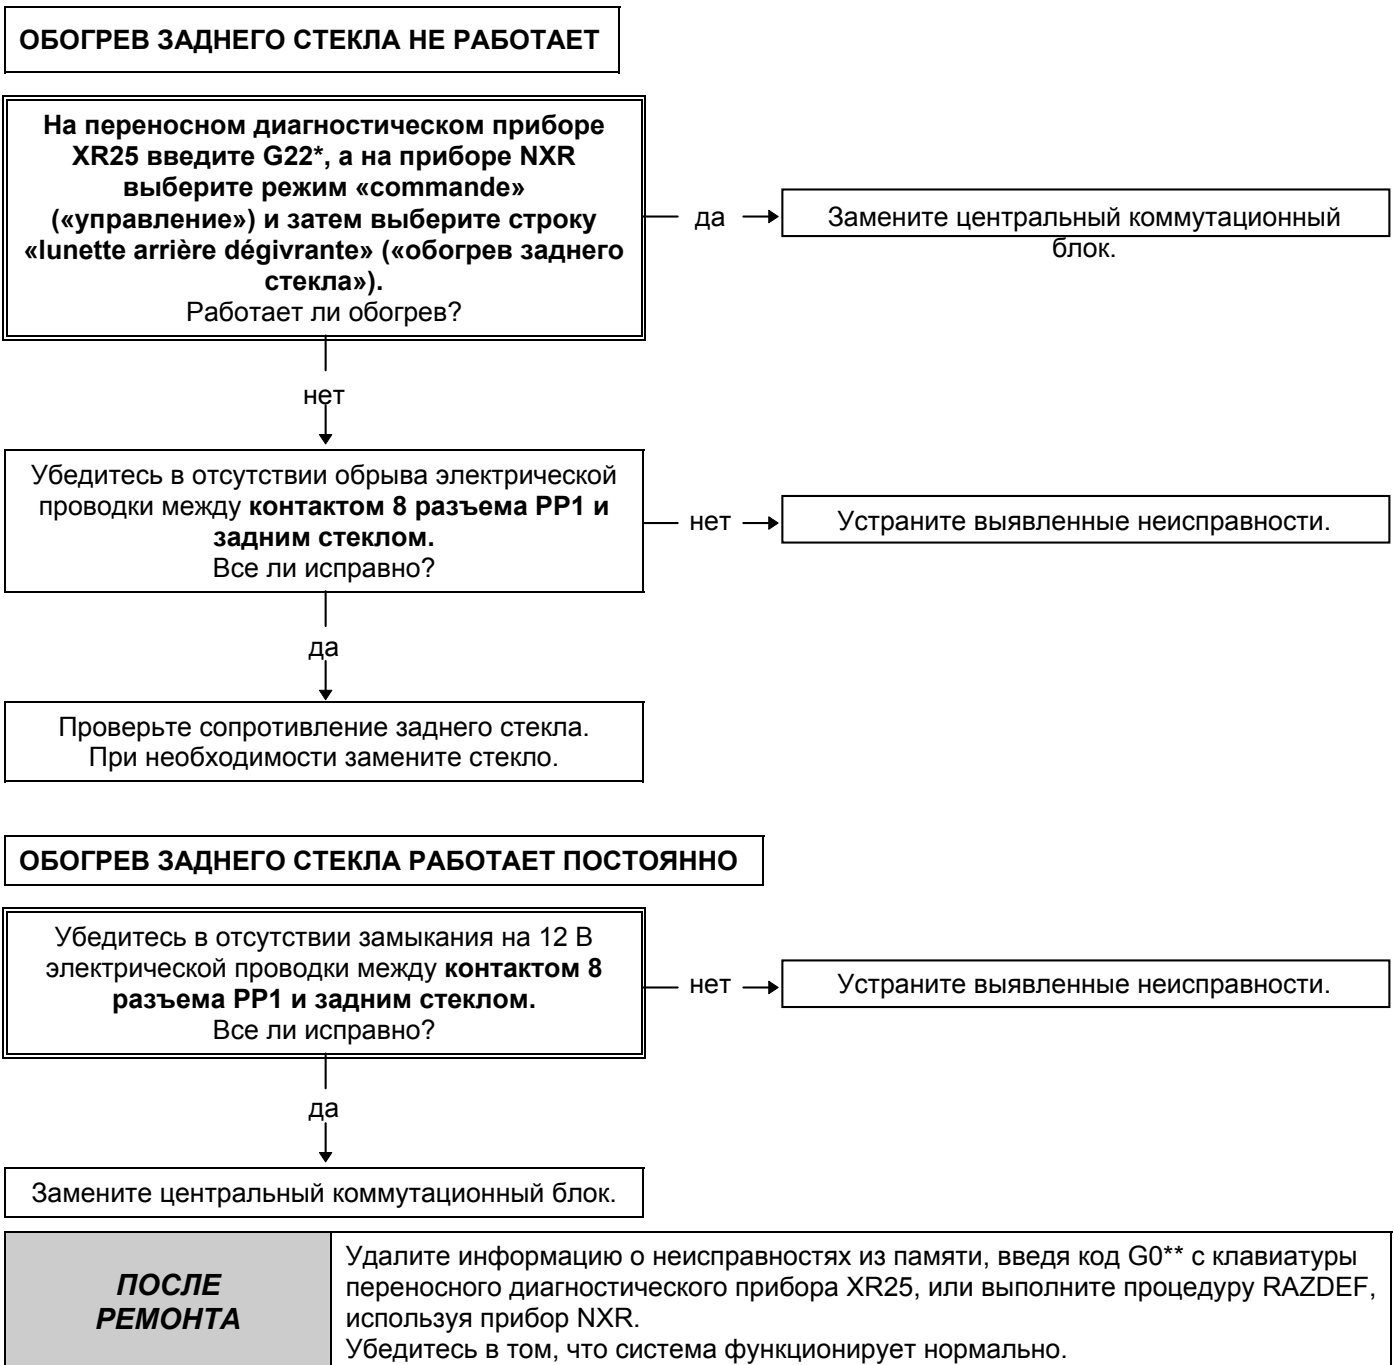 ОБОГРЕВ ЗАДНЕГО СТЕКЛА НЕ РАБОТАЕТ
На переносном диагностическом приборе
XR25 введите G22*, а на приборе NXR
выберите режим «commande»
(«управление») и затем выберите строку
«lunette arrière dégivrante» («обогрев заднего
стекла»).
Работает ли обогрев?
да
Замените центральный коммутационный
блок.
нет
Убедитесь в отсутствии обрыва электрической
проводки между контактом 8 разъема PP1 и
задним стеклом.
Все ли исправно?
нет
Устраните выявленные неисправности.
да
Проверьте сопротивление заднего стекла.
При необходимости замените стекло.
ОБОГРЕВ ЗАДНЕГО СТЕКЛА РАБОТАЕТ ПОСТОЯННО
Убедитесь в отсутствии замыкания на 12 В
электрической проводки между контактом 8
разъема PP1 и задним стеклом.
Все ли исправно?
нет
Устраните выявленные неисправности.
да
Замените центральный коммутационный блок.
ПОСЛЕ
РЕМОНТА
Удалите информацию о неисправностях из памяти, введя код G0** с клавиатуры
переносного диагностического прибора XR25, или выполните процедуру RAZDEF,
используя прибор NXR.
Убедитесь в том, что система функционирует нормально.